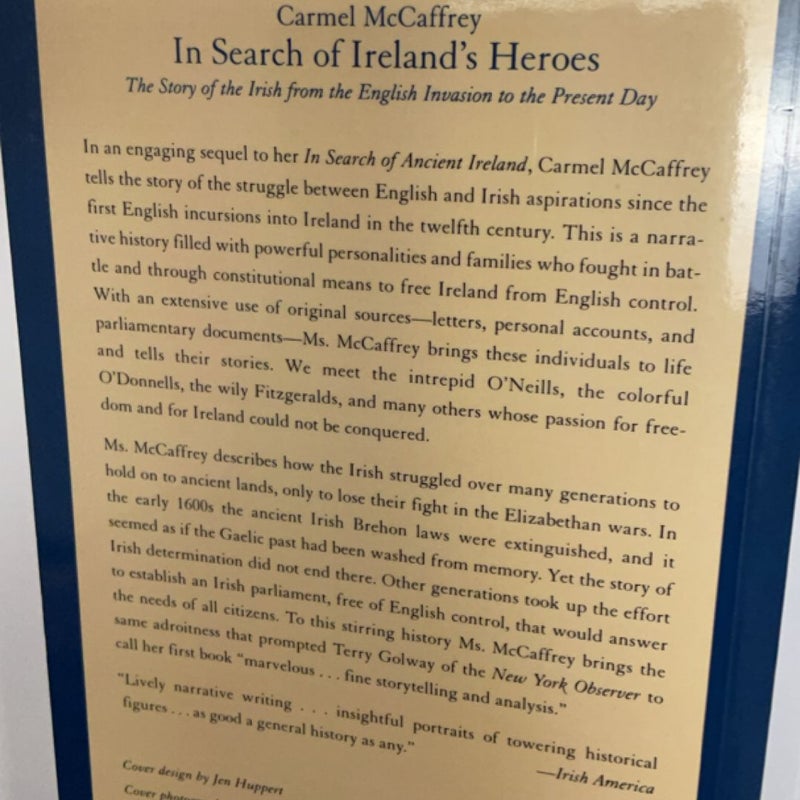 Carmel McCaffrey
In Search of Ireland's Heroes
The Story of the Irish from the English Invasion to the Present Day
In an engaging sequel to her In Search of Ancient Ireland, Carmel McCaffrey
tells the story of the struggle between English and Irish aspirations since the
first English incursions into Ireland in the twelfth century. This is a narra-
tive history filled with powerful personalities and families who fought in bat-
tle and through constitutional means to free Ireland from English control.
With an extensive use of original sources—letters, personal accounts, and
parliamentary documents—Ms. McCaffrey brings these individuals to life
and tells their stories. We meet the intrepid O'Neills, the colorful
O'Donnells, the wily Fitzgeralds, and many others whose passion for free-
dom and for Ireland could not be conquered.
Ms. McCaffrey describes how the Irish struggled over many generations to
hold on to ancient lands, only to lose their fight in the Elizabethan wars. In
the early 1600s the ancient Irish Brehon laws were extinguished, and it
seemed as if the Gaelic past had been washed from memory. Yet the story of
Irish determination did not end there. Other generations took up the effort
to establish an Irish parliament, free of English control, that would answer
the needs of all citizens. To this stirring history Ms. McCaffrey brings the
same adroitness that prompted Terry Golway of the New York Observer to
call her first book "marvelous . . . fine storytelling and analysis."
"Lively narrative writing . . . insightful portraits of towering historical
figures . . . as good a general history as any."
—Irish America
Cover design by Jen Huppert
Cover